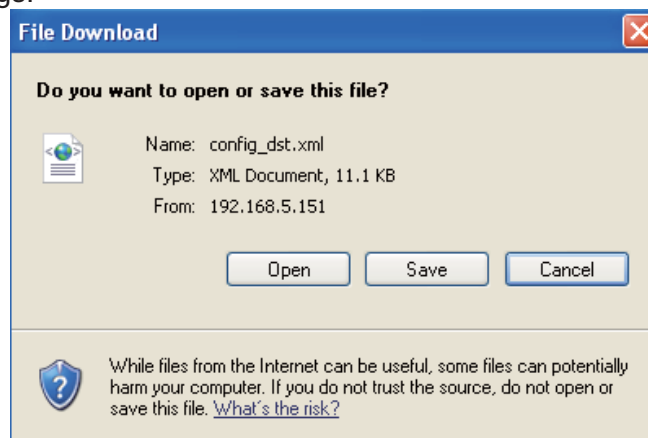 File Download
Do you want to open or save this file?
Name: config_dst.xml
Type: XML Document, 11.1 KB
From: 192.168.5.151
Open Save Cancel
While files from the Internet can be useful, some files can potentially
harm your computer. If you do not trust the source, do not open or
save this file. What's the risk?